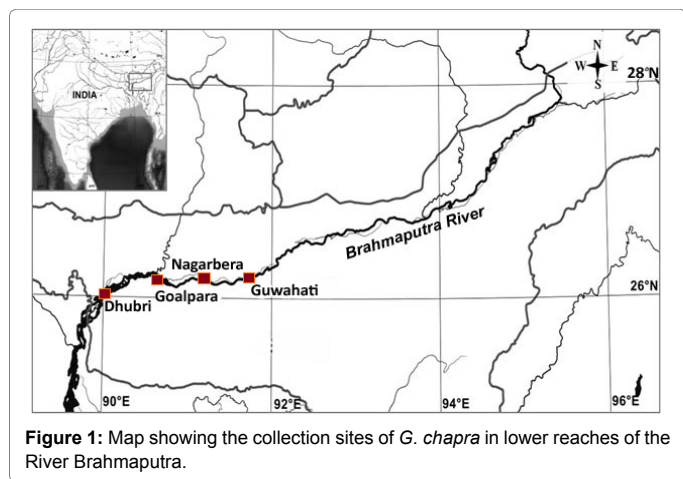 N
W E
S
28°N
INDIA
Brahmaputra River
Nagarbera
Guwahati
Goalpara
Dhubri
26°N
90°E 92°E 94°E 96°E
Figure 1: Map showing the collection sites of G. chapra in lower reaches of the
River Brahmaputra.